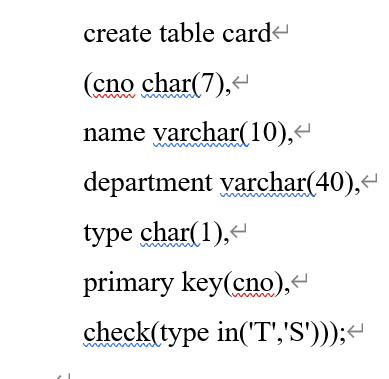 create table card
(cno char(7),
name varchar(10),
department varchar(40),
type char(1),
primary key(cno),
check(type in('T','S')));